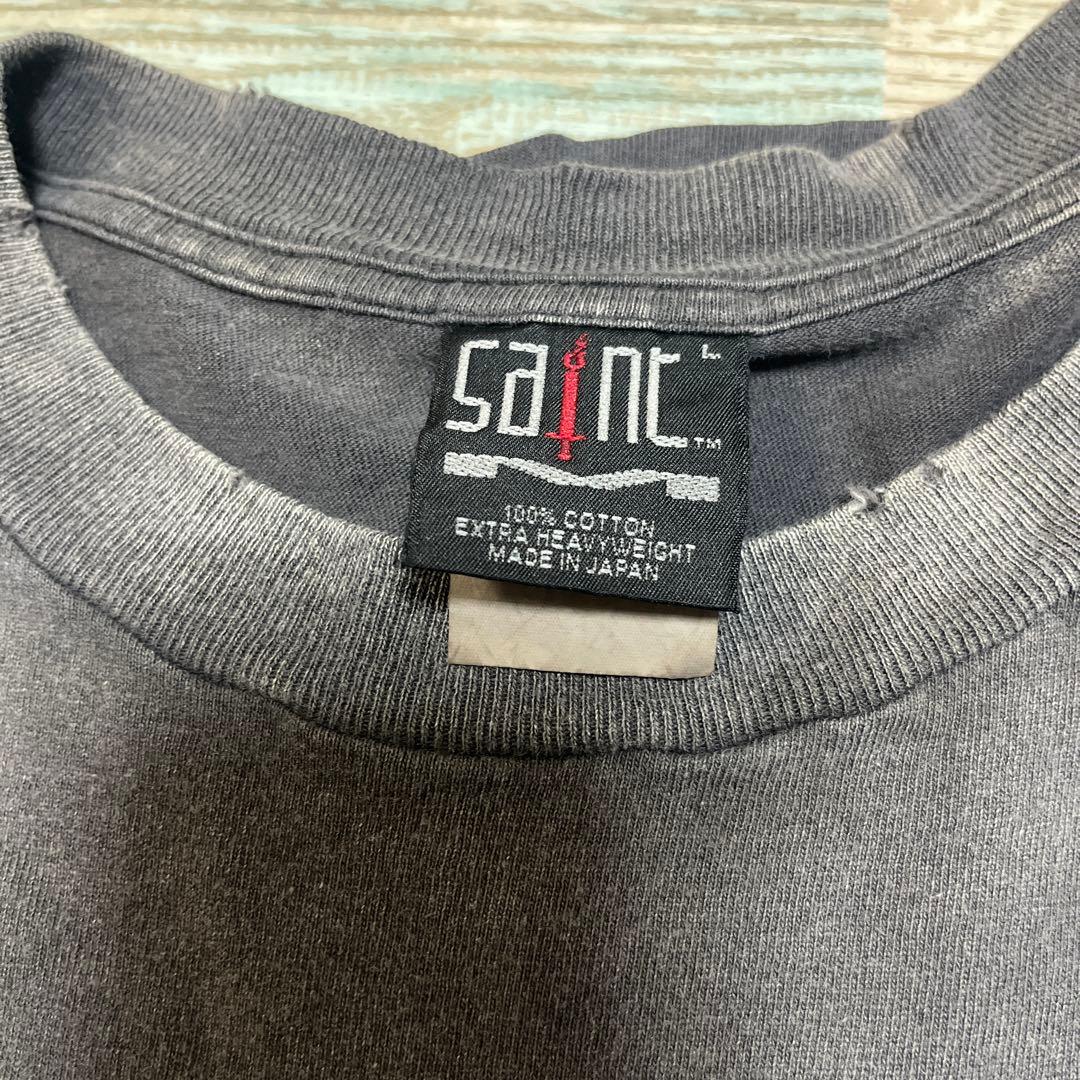 saint L
TM
100% COTTON
EXTRA HEAVYWEIGHT
MADE IN JAPAN